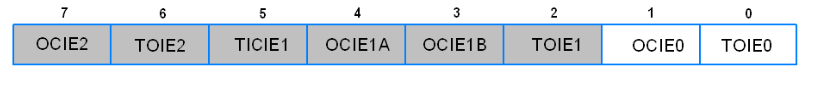 7 6 5 4 3 2 1 0
OCIE2 TOIE2 TICIE1 OCIE1A OCIE1B TOIE1 OCIE0 TOIE0